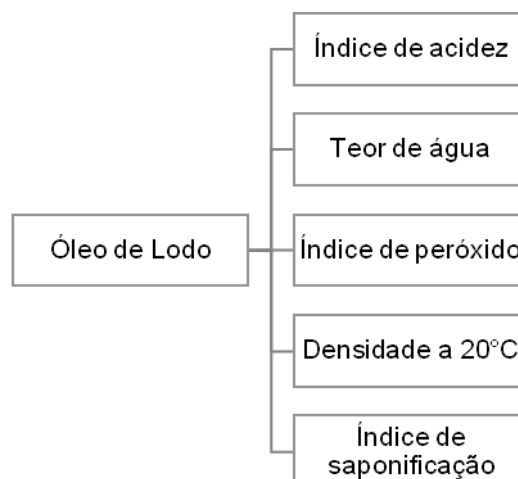 Índice de acidez
Teor de água
Óleo de Lodo
Índice de peróxido
Densidade a 20°C
Índice de
saponificação